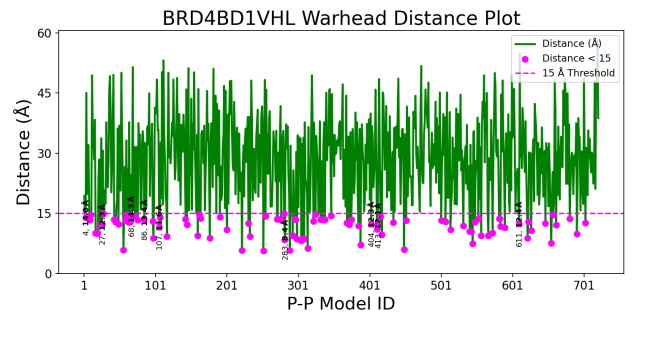 BRD4BD1VHL Warhead Distance Plot
Distance (Å)
Distance < 15
15 Å Threshold
60
45
30
15
0
Distance (Å)
1
101
201
301
401
501
601
701
P-P Model ID